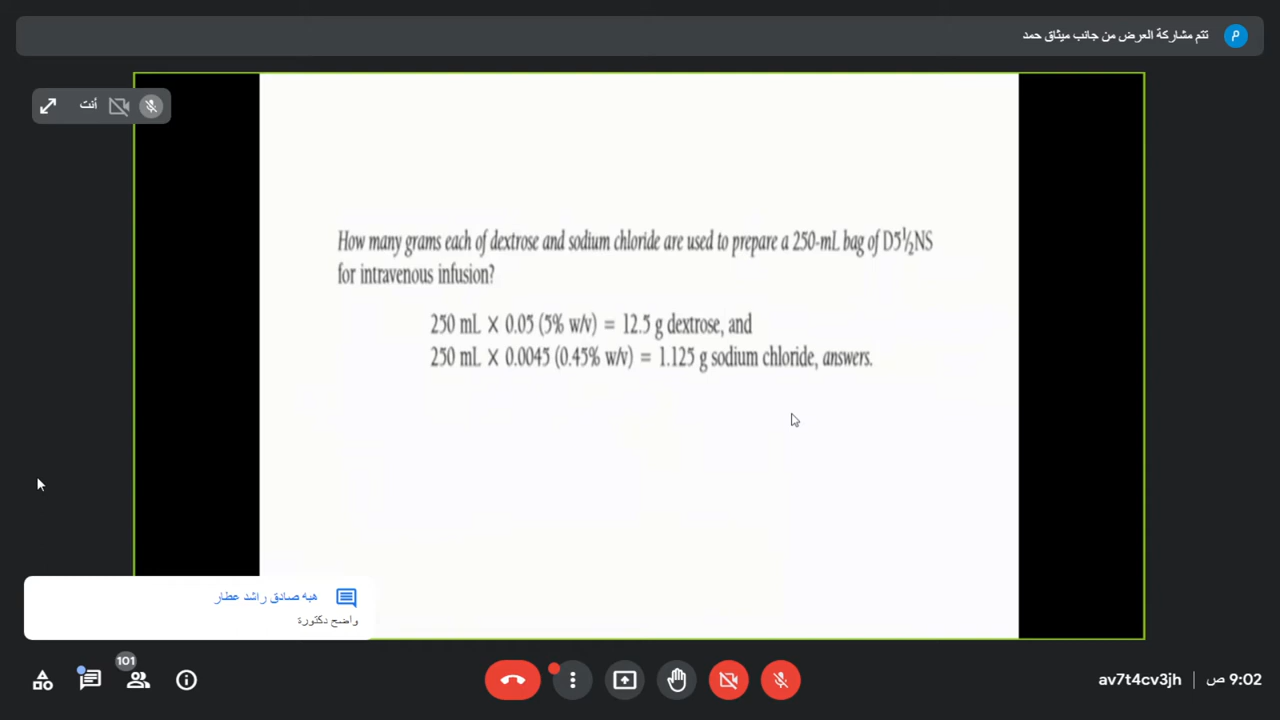 تتم مشاركة العرض من جانب ميثاق حمد
م
أنت
How many grams each of dextrose and sodium chloride are used to prepare a 250-mL bag of D5½NS
for intravenous infusion?
250 mL × 0.05 (5% w/v) = 12.5 g dextrose, and
250 mL × 0.0045 (0.45% w/v) = 1.125 g sodium chloride, answers.
هبه صادق راشد عطار
واضح دكتورة
101
av7t4cv3jh
9:02 ص